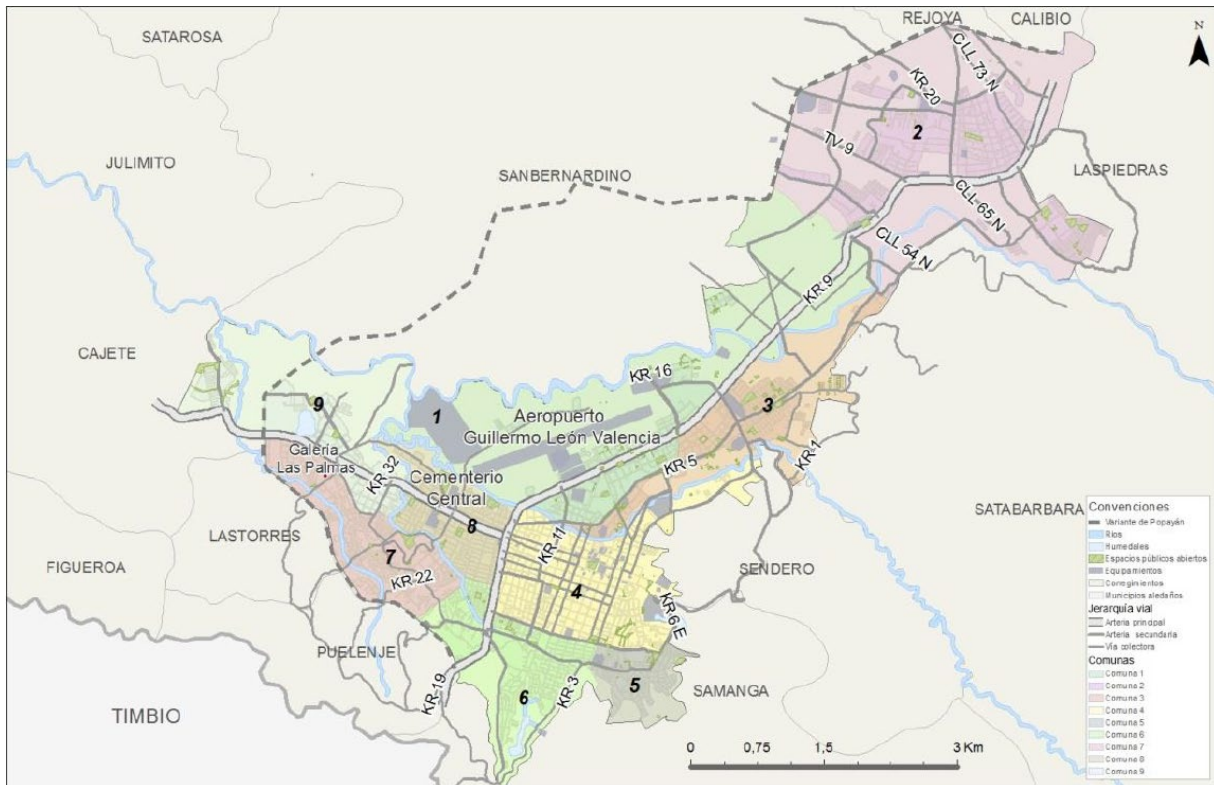 REJOYA
CALIBIO
N
SATAROSA
CLL 73 N
KR 20
2
TV 9
JULIMITO
SANBERNARDINO
LASPIEDRAS
CLL 65 N
CLL 54 N
KR 9
CAJETE
KR 16
9
1
3
Aeropuerto
Guillermo León Valencia
Galería
Las Palmas
KR 32
Cementerio
Central
KR 5
KR 1
SATABARBARA
LASTORRES
8
KR 11
FIGUEROA
7
KR 22
4
SENDERO
KR 6 E
PUELENJE
KR 19
6
KR 3
5
SAMANGA
TIMBIO
0
0,75
1,5
3 Km
Convenciones
Variante de Popayán
Ríos
Humedales
Espacios públicos abiertos
Equipamientos
Corregimientos
Municipios aledaños
Jerarquía vial
Arteria principal
Arteria secundaria
Vía colectora
Comunas
Comuna 1
Comuna 2
Comuna 3
Comuna 4
Comuna 5
Comuna 6
Comuna 7
Comuna 8
Comuna 9